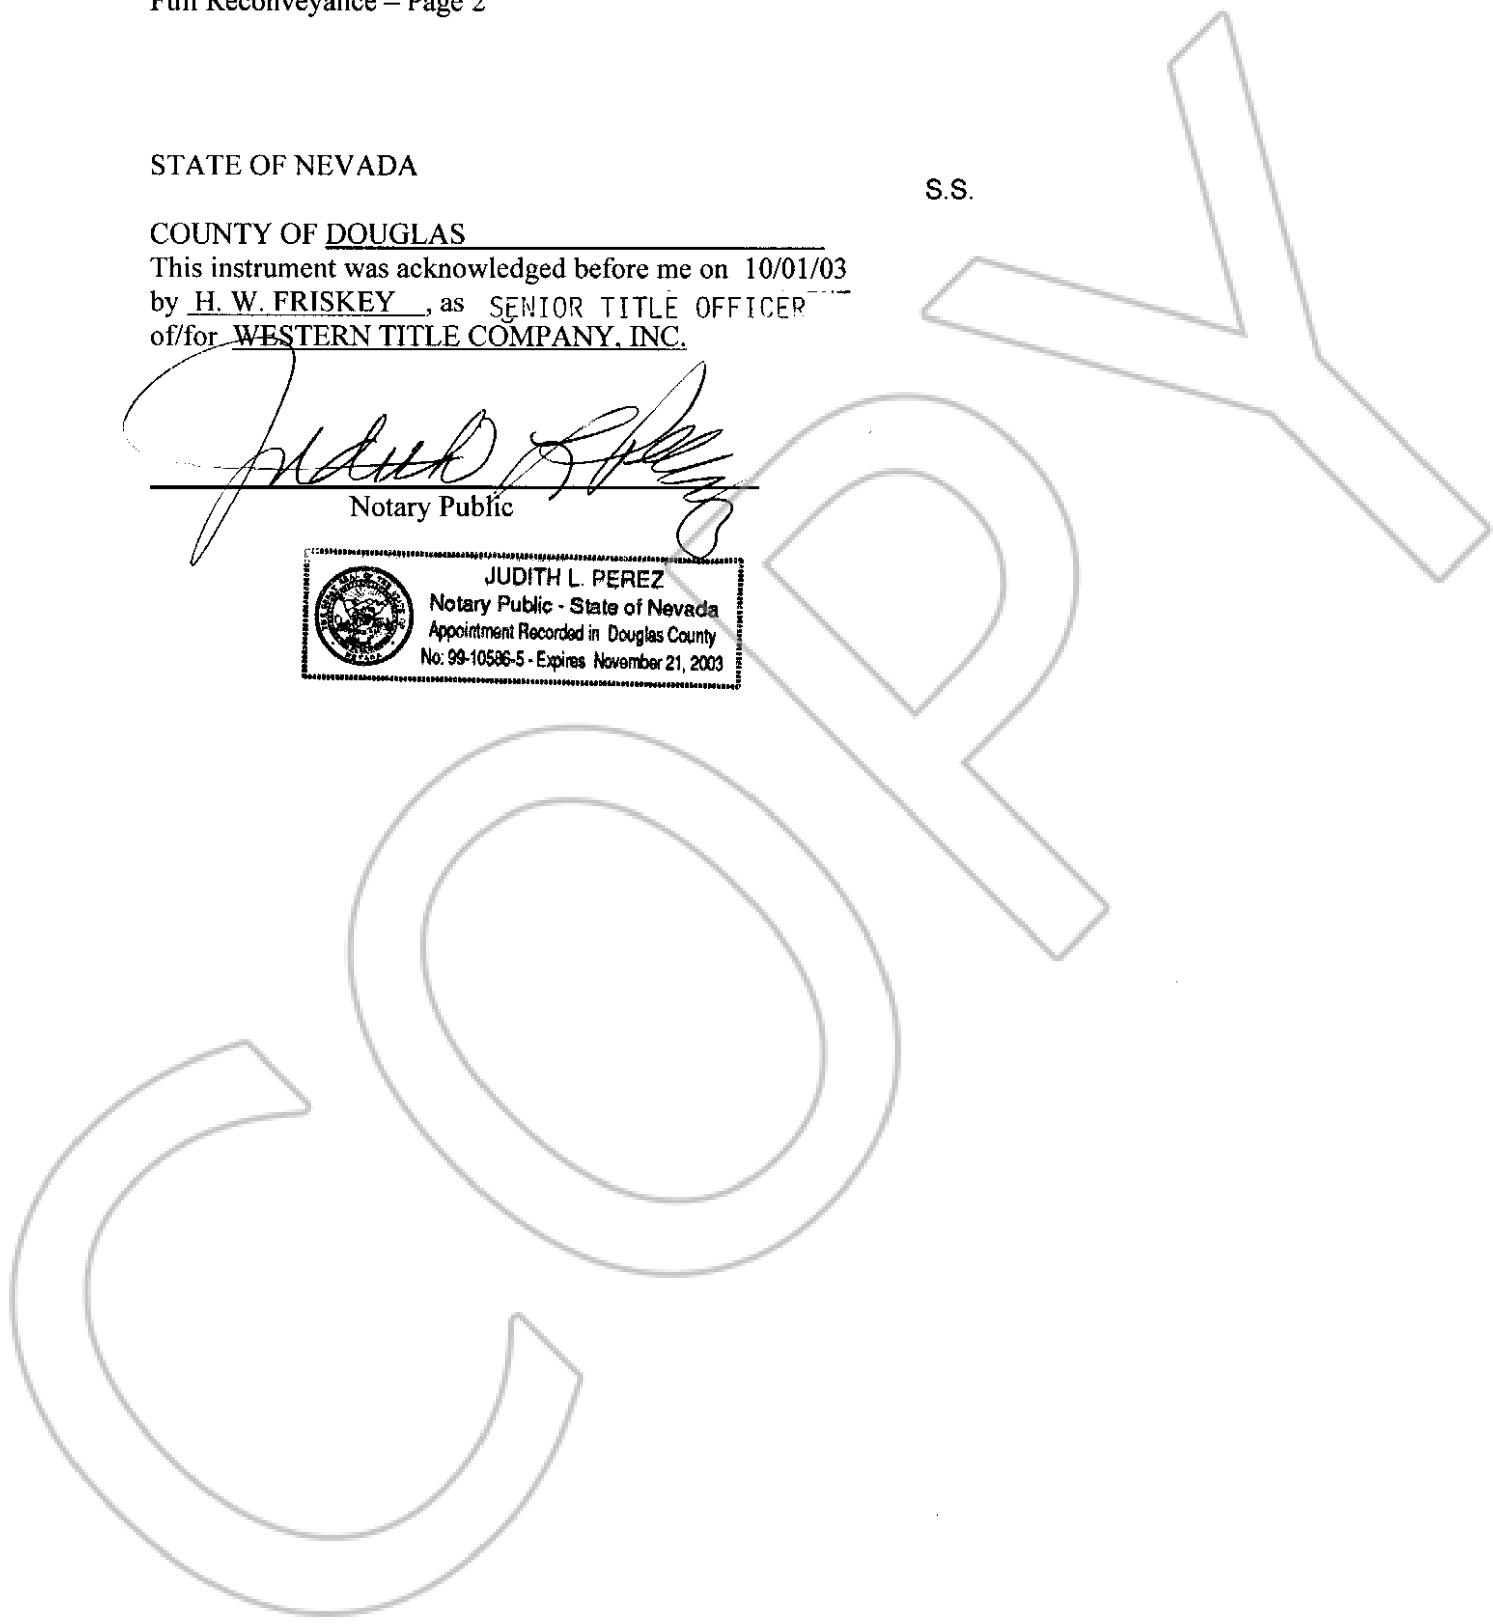 Full Reconveyance – Page 2
STATE OF NEVADA
S.S.
COUNTY OF DOUGLAS
This instrument was acknowledged before me on 10/01/03
by H. W. FRISKEY, as SENIOR TITLE OFFICER
of/for WESTERN TITLE COMPANY, INC.
Judith L Perez
Notary Public
JUDITH L. PEREZ
Notary Public - State of Nevada
Appointment Recorded in Douglas County
No: 99-10586-5 - Expires November 21, 2003
COPY